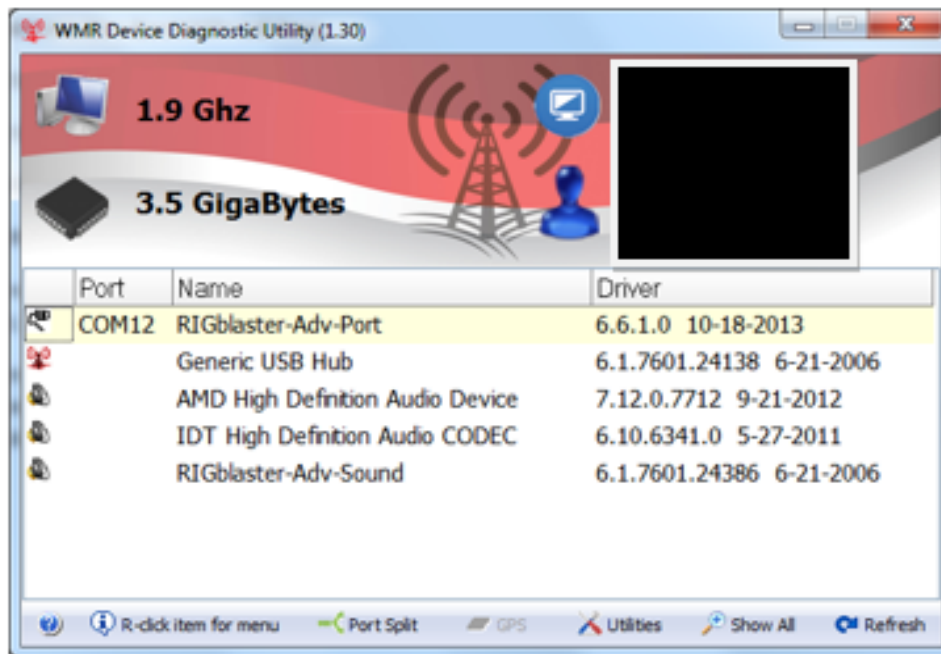 WMR Device Diagnostic Utility (1.30)
1.9 Ghz
3.5 GigaBytes
Port Name Driver
COM12 RIGblaster-Adv-Port 6.6.1.0 10-18-2013
Generic USB Hub 6.1.7601.24138 6-21-2006
AMD High Definition Audio Device 7.12.0.7712 9-21-2012
IDT High Definition Audio CODEC 6.10.6341.0 5-27-2011
RIGblaster-Adv-Sound 6.1.7601.24386 6-21-2006
R-click item for menu Port Split GPS Utilities Show All Refresh